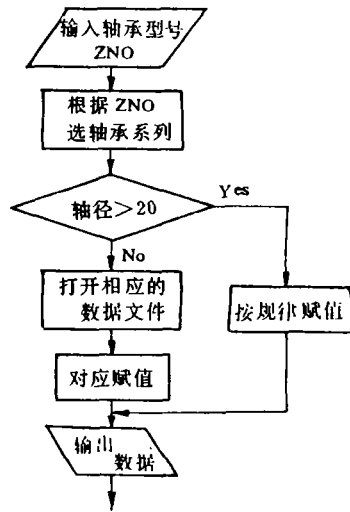 输入轴承型号
ZNO
根据 ZNO
选轴承系列
轴径>20
Yes
No
打开相应的
数据文件
按规律赋值
对应赋值
输出
数据